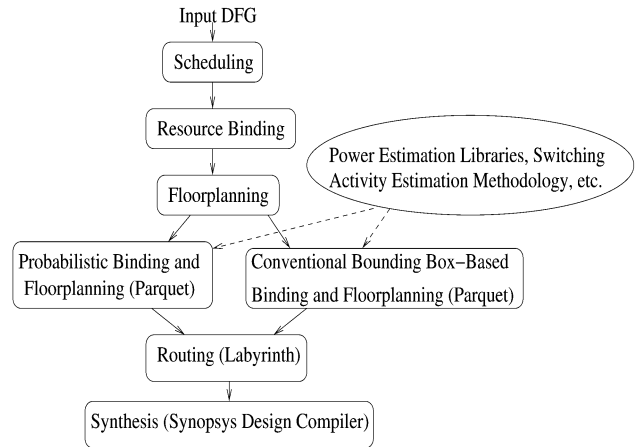 Input DFG
Scheduling
Resource Binding
Power Estimation Libraries, Switching
Activity Estimation Methodology, etc.
Floorplanning
Probabilistic Binding and
Floorplanning (Parquet)
Conventional Bounding Box-Based
Binding and Floorplanning (Parquet)
Routing (Labyrinth)
Synthesis (Synopsys Design Compiler)